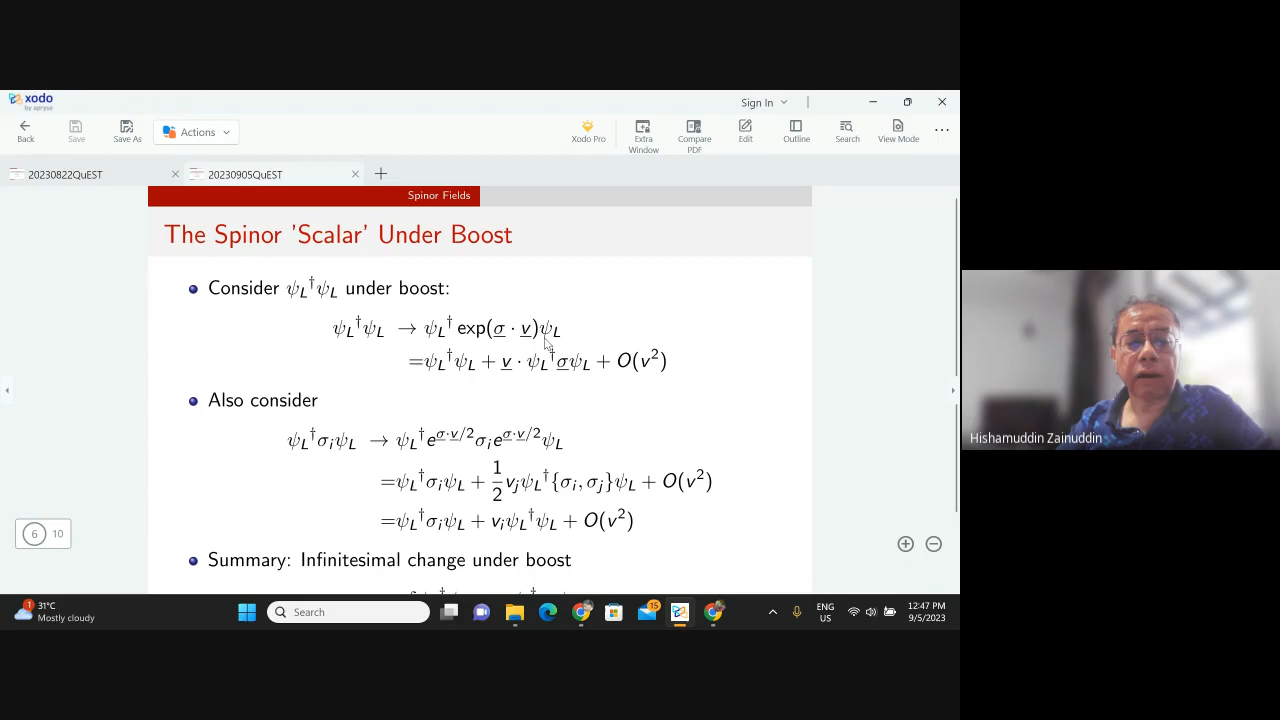 xodo
by apryse
Sign In
Back
Save
Save As
Actions
Xodo Pro
Extra Window
Compare PDF
Edit
Outline
Search
View Mode
20230822QuEST
20230905QuEST
Spinor Fields
The Spinor 'Scalar' Under Boost
Consider ψ_L†ψ_L under boost:
ψ_L†ψ_L → ψ_L† exp(σ · v)ψ_L
=ψ_L†ψ_L + v · ψ_L†σψ_L + O(v²)
Also consider
ψ_L†σ_iψ_L → ψ_L†e^{σ·v/2}σ_ie^{σ·v/2}ψ_L
=ψ_L†σ_iψ_L + 1/2 v_jψ_L†{σ_i, σ_j}ψ_L + O(v²)
=ψ_L†σ_iψ_L + v_iψ_L†ψ_L + O(v²)
Summary: Infinitesimal change under boost
6 10
Hishamuddin Zainuddin
1
31°C
Mostly cloudy
Search
15
ENG
US
12:47 PM
9/5/2023